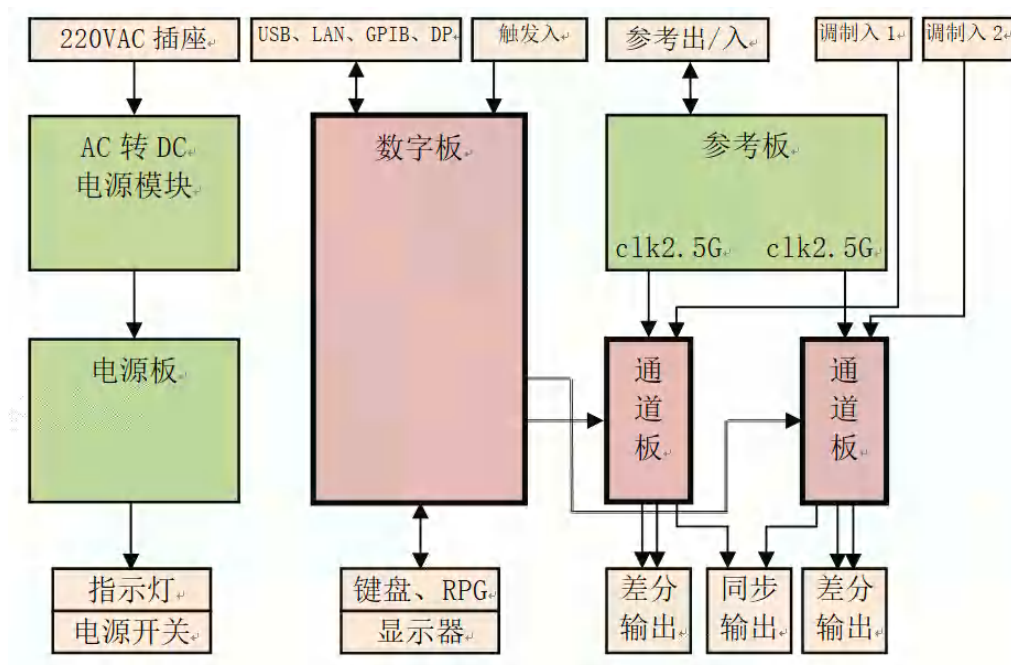 220VAC 插座
USB、LAN、GPIB、DP
触发入
参考出/入
调制入 1
调制入 2
AC 转 DC
电源模块
数字板
参考板
clk2.5G
clk2.5G
电源板
通
道
板
通
道
板
指示灯
电源开关
键盘、RPG
显示器
差分
输出
同步
输出
差分
输出